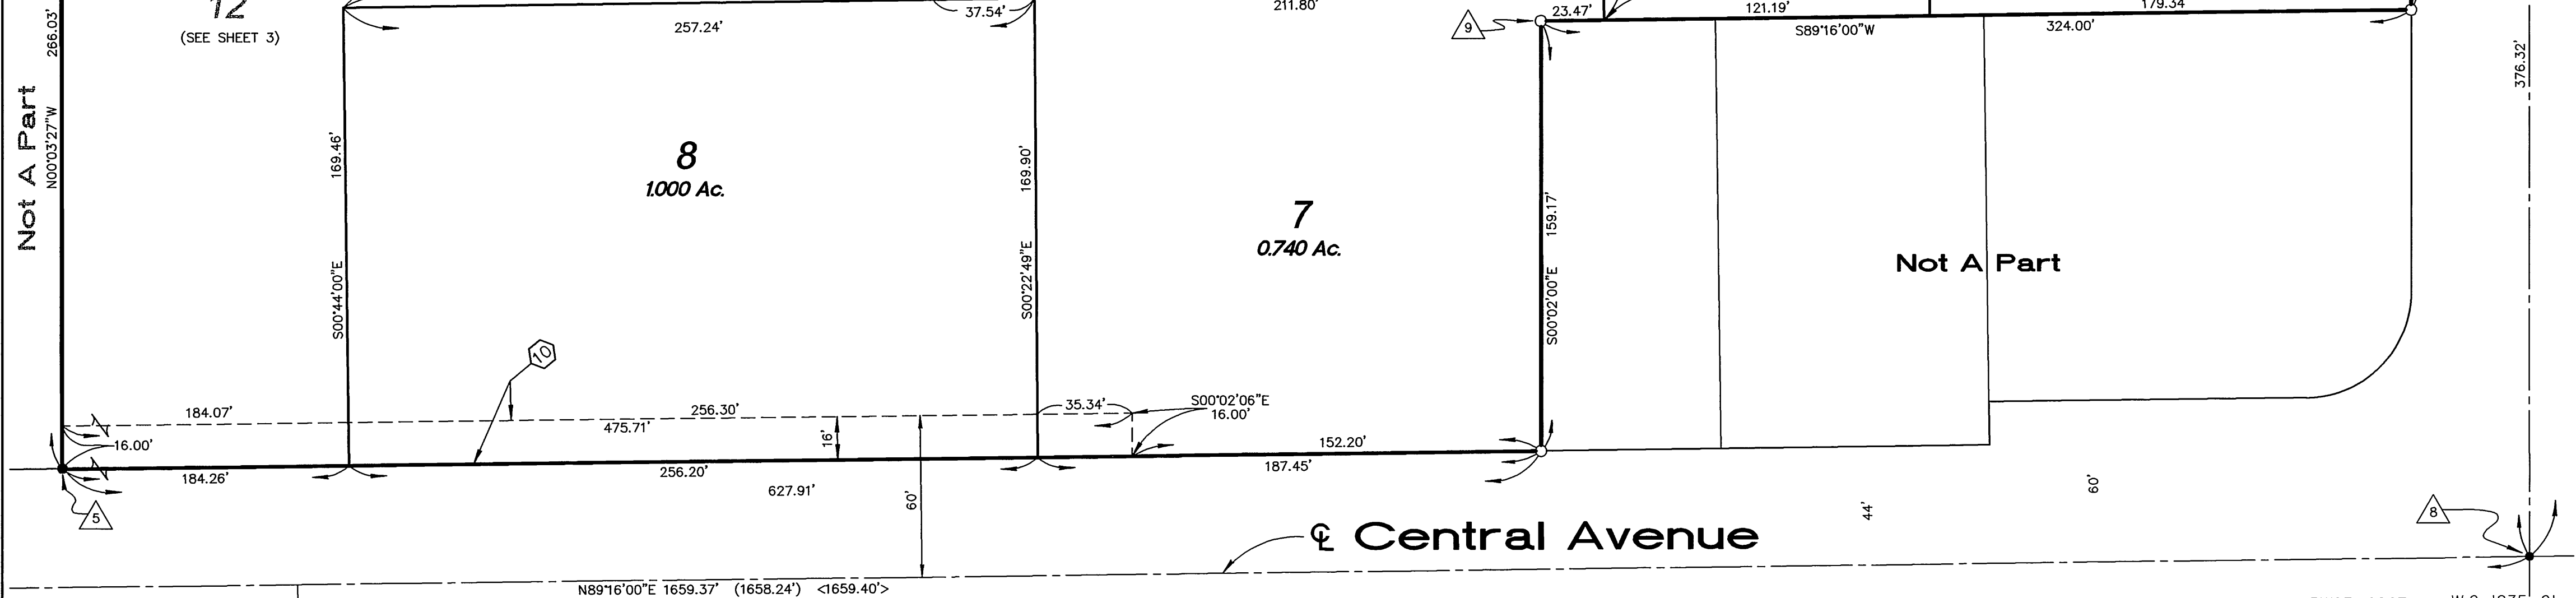 12
(SEE SHEET 3)
266.03'
N00°03'27"W
Not A Part
257.24'
37.54'
211.80'
9
23.47'
121.19'
S89°16'00"W
324.00'
376.32'
169.46'
S00°44'00"E
8
1.000 Ac.
169.90'
S00°22'49"E
7
0.740 Ac.
159.17'
S00°02'00"E
Not A Part
10
184.07'
256.30'
475.71'
35.34'
S00°02'06"E
16.00'
16.00'
16'
152.20'
184.26'
256.20'
187.45'
627.91'
60'
44'
60'
5
8
℄ Central Avenue
N89°16'00"E 1659.37' (1658.24') <1659.40'>